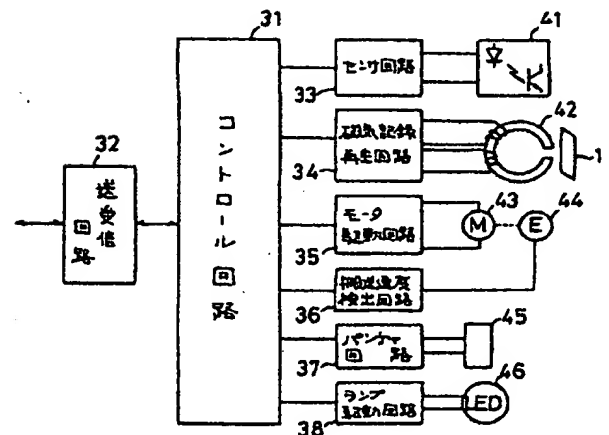 31
コントロール回路
32
送受信
回路
センサ回路
33
41
磁気記録
再生回路
34
42
1
モータ
駆動回路
35
M
43
E
44
搬送速度
検出回路
36
パンチャ
回路
37
45
ランプ
駆動回路
38
LED
46